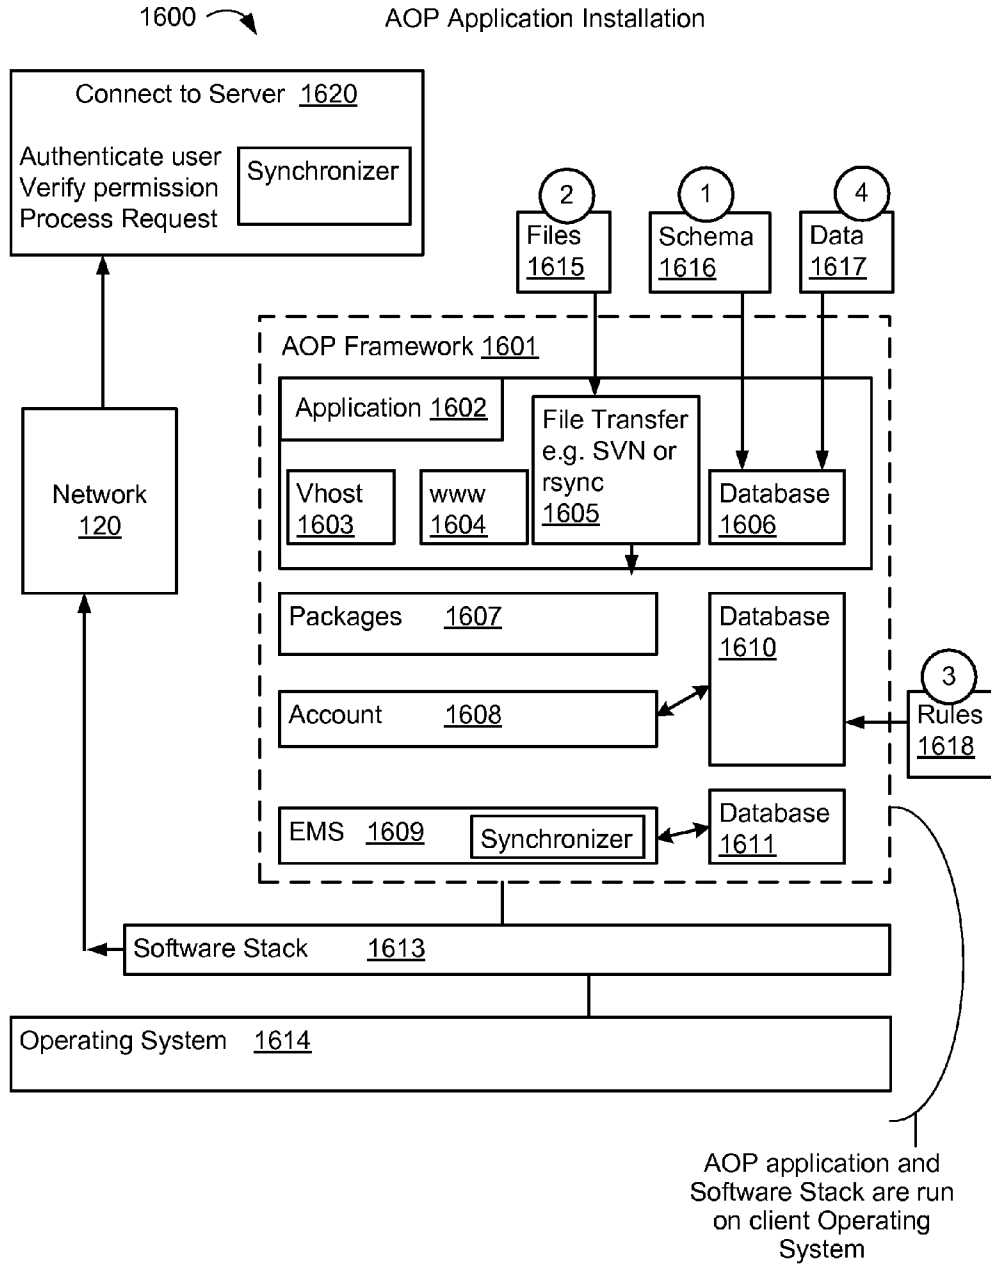 1600
AOP Application Installation
Connect to Server 1620
Authenticate user
Verify permission
Process Request
Synchronizer
2
Files
1615
1
Schema
1616
4
Data
1617
AOP Framework 1601
Application 1602
File Transfer
e.g. SVN or
rsync
1605
Vhost
1603
www
1604
Database
1606
Network
120
Packages 1607
Database
1610
Account 1608
3
Rules
1618
EMS 1609
Synchronizer
Database
1611
Software Stack 1613
Operating System 1614
AOP application and
Software Stack are run
on client Operating
System